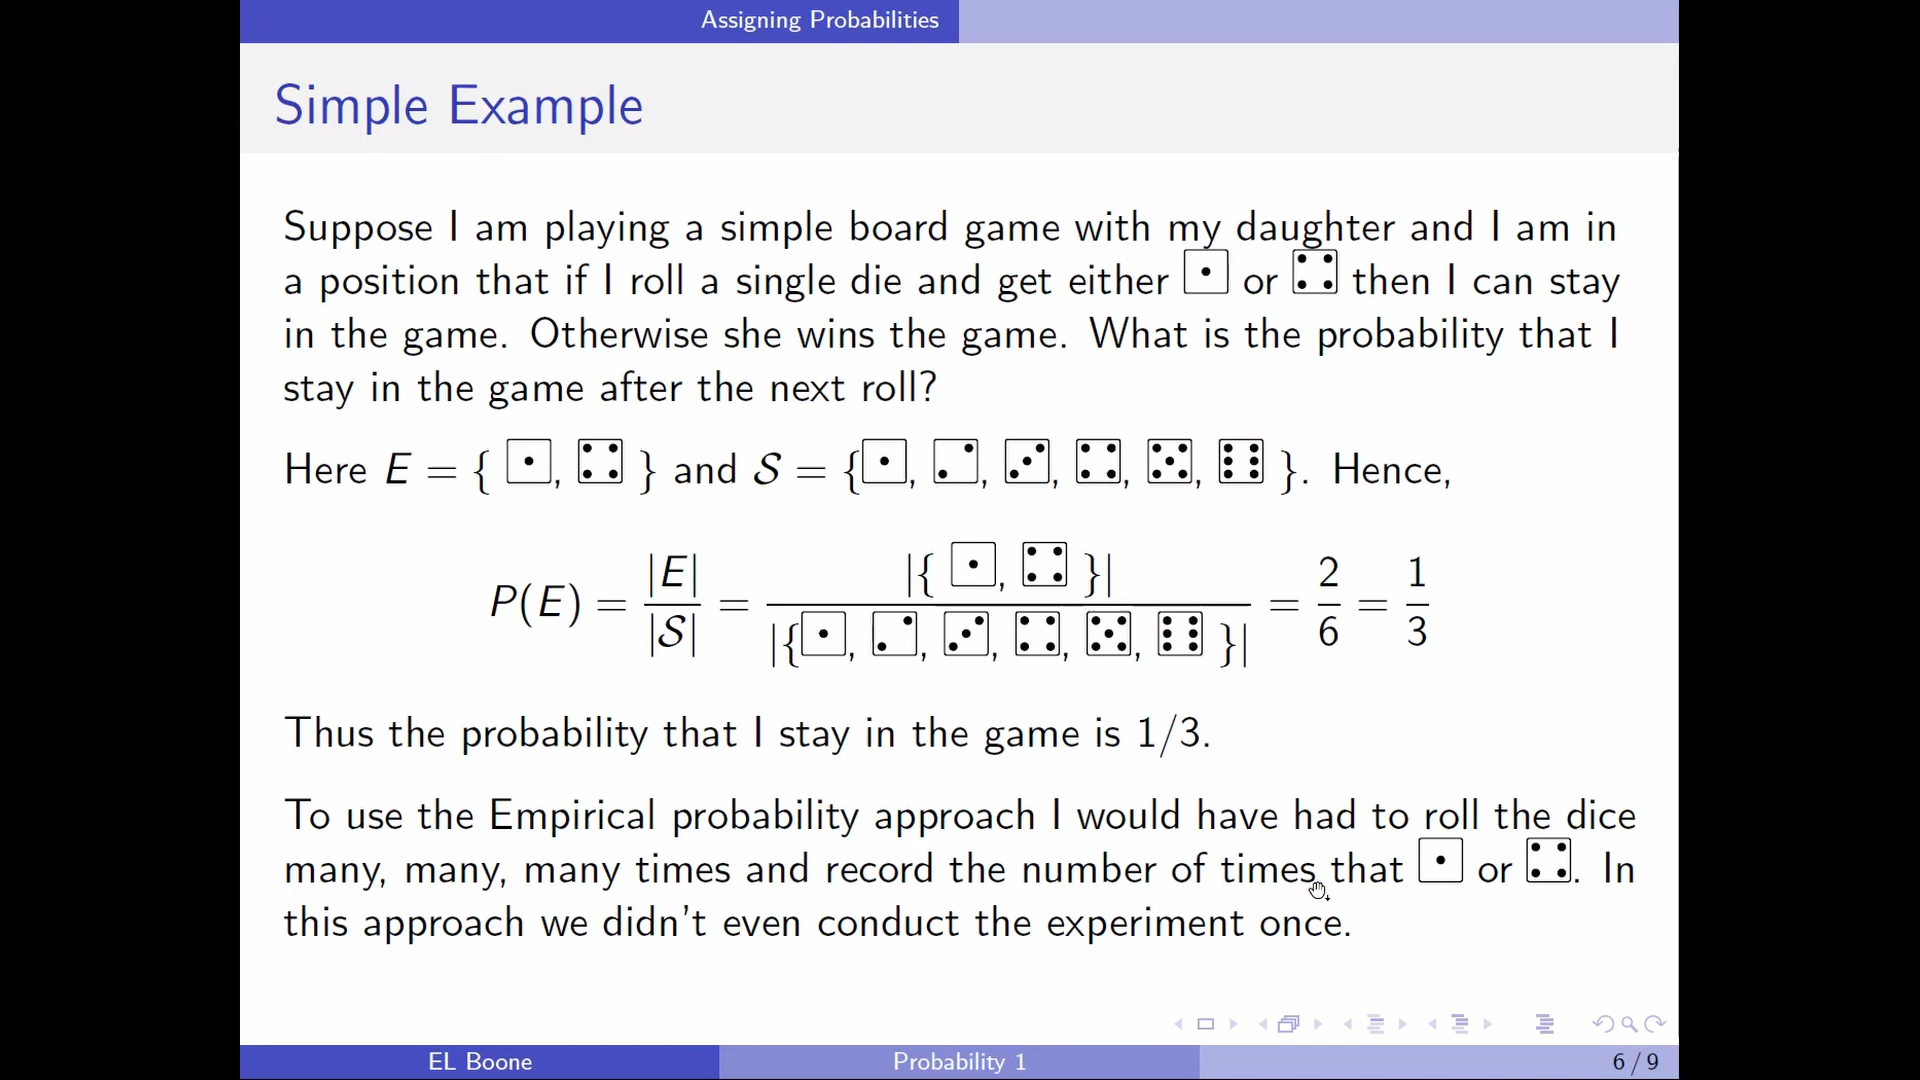 Assigning Probabilities
Simple Example
Suppose I am playing a simple board game with my daughter and I am in
a position that if I roll a single die and get either ⚀ or ⚃ then I can stay
in the game. Otherwise she wins the game. What is the probability that I
stay in the game after the next roll?
Here E = { ⚀, ⚃ } and 𝒮 = {⚀, ⚁, ⚂, ⚃, ⚄, ⚅ }. Hence,
P(E) = |E| / |𝒮| = |{ ⚀, ⚃ }| / |{⚀, ⚁, ⚂, ⚃, ⚄, ⚅ }| = 2/6 = 1/3
Thus the probability that I stay in the game is 1/3.
To use the Empirical probability approach I would have had to roll the dice
many, many, many times and record the number of times that ⚀ or ⚃. In
this approach we didn't even conduct the experiment once.
EL Boone
Probability 1
6 / 9